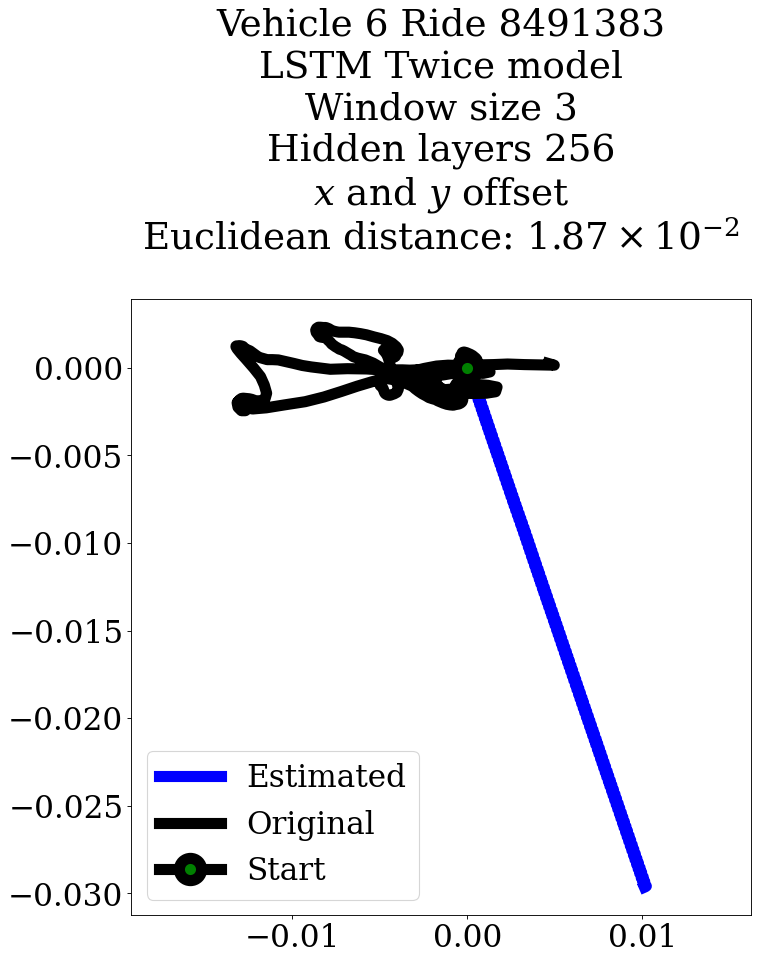 Vehicle 6 Ride 8491383
LSTM Twice model
Window size 3
Hidden layers 256
x and y offset
Euclidean distance: 1.87 × 10⁻²
0.000
−0.005
−0.010
−0.015
−0.020
−0.025
−0.030
Estimated
Original
Start
−0.01 0.00 0.01